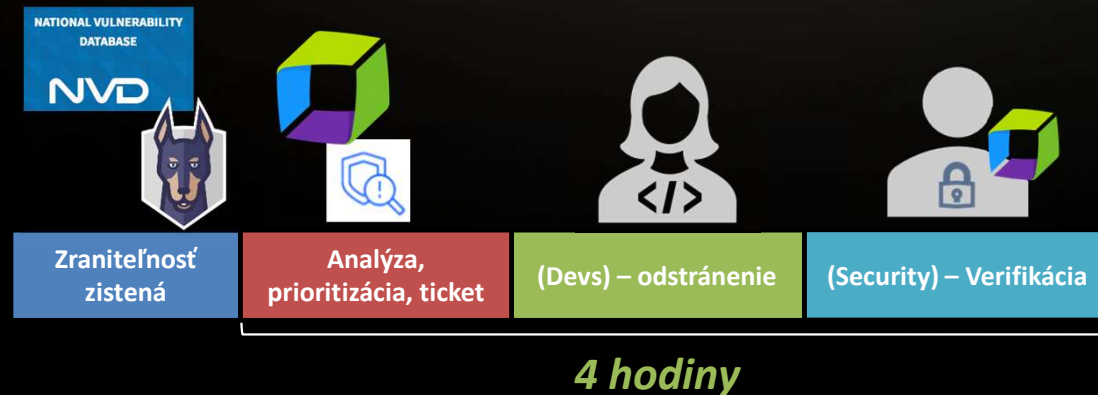 NATIONAL VULNERABILITY
DATABASE
NVD
</>
Zraniteľnosť
zistená
Analýza,
prioritizácia, ticket
(Devs) – odstránenie
(Security) – Verifikácia
4 hodiny